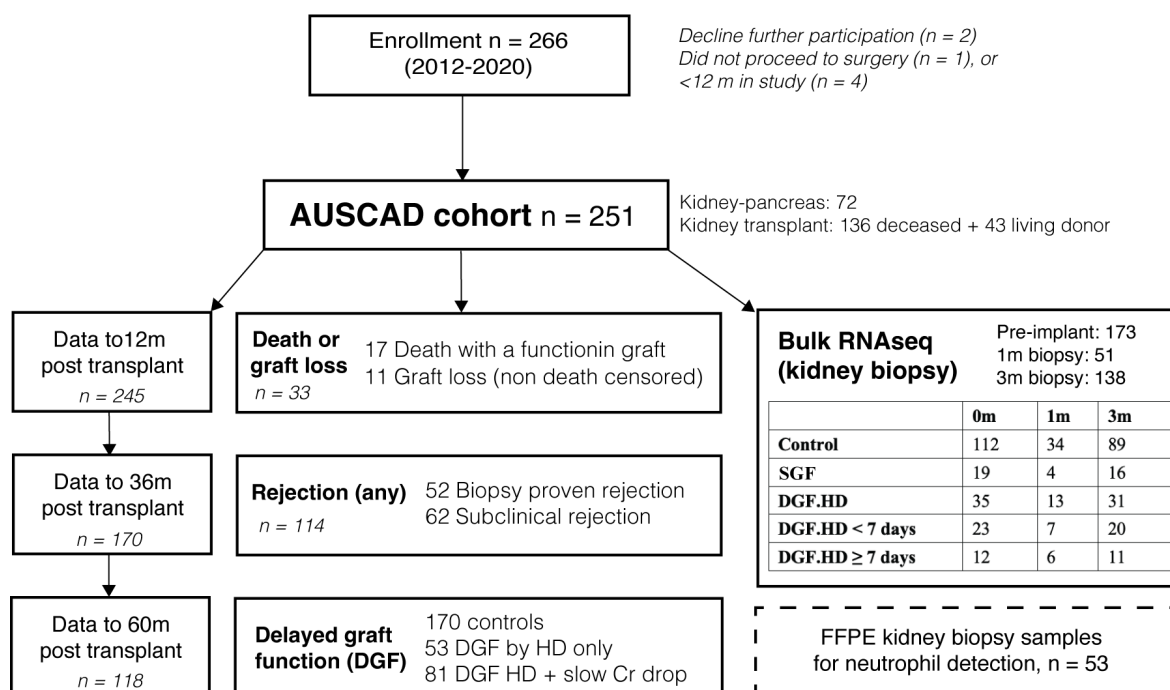 Enrollment n = 266
(2012-2020)
Decline further participation (n = 2)
Did not proceed to surgery (n = 1), or
<12 m in study (n = 4)
AUSCAD cohort n = 251
Kidney-pancreas: 72
Kidney transplant: 136 deceased + 43 living donor
Data to12m
post transplant
n = 245
Death or
graft loss
n = 33
17 Death with a functionin graft
11 Graft loss (non death censored)
Bulk RNAseq
(kidney biopsy)
Pre-implant: 173
1m biopsy: 51
3m biopsy: 138
0m 1m 3m
Control 112 34 89
SGF 19 4 16
DGF.HD 35 13 31
DGF.HD < 7 days 23 7 20
DGF.HD ≥ 7 days 12 6 11
Data to 36m
post transplant
n = 170
Rejection (any)
n = 114
52 Biopsy proven rejection
62 Subclinical rejection
Data to 60m
post transplant
n = 118
Delayed graft
function (DGF)
170 controls
53 DGF by HD only
81 DGF HD + slow Cr drop
FFPE kidney biopsy samples
for neutrophil detection, n = 53